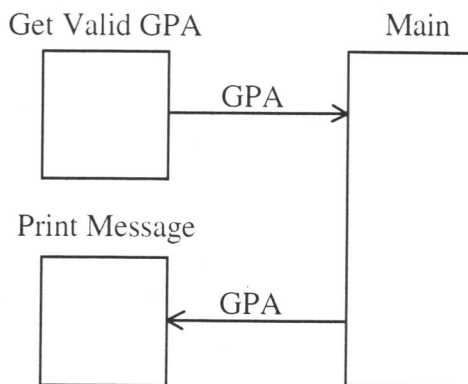 Get Valid GPA
Main
GPA
Print Message
GPA